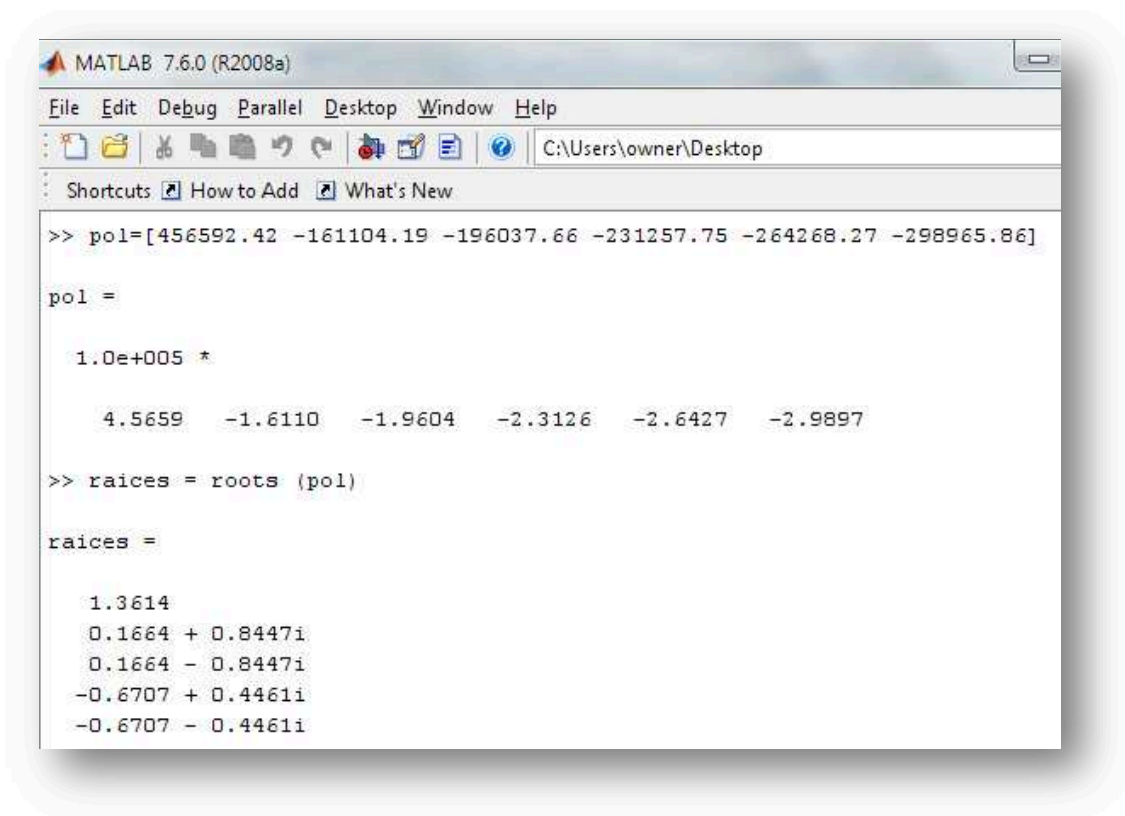 MATLAB 7.6.0 (R2008a)
File Edit Debug Parallel Desktop Window Help
C:\Users\owner\Desktop
Shortcuts How to Add What's New
>> pol=[456592.42 -161104.19 -196037.66 -231257.75 -264268.27 -298965.86]
pol =
1.0e+005 *
4.5659 -1.6110 -1.9604 -2.3126 -2.6427 -2.9897
>> raices = roots (pol)
raices =
1.3614
0.1664 + 0.8447i
0.1664 - 0.8447i
-0.6707 + 0.4461i
-0.6707 - 0.4461i